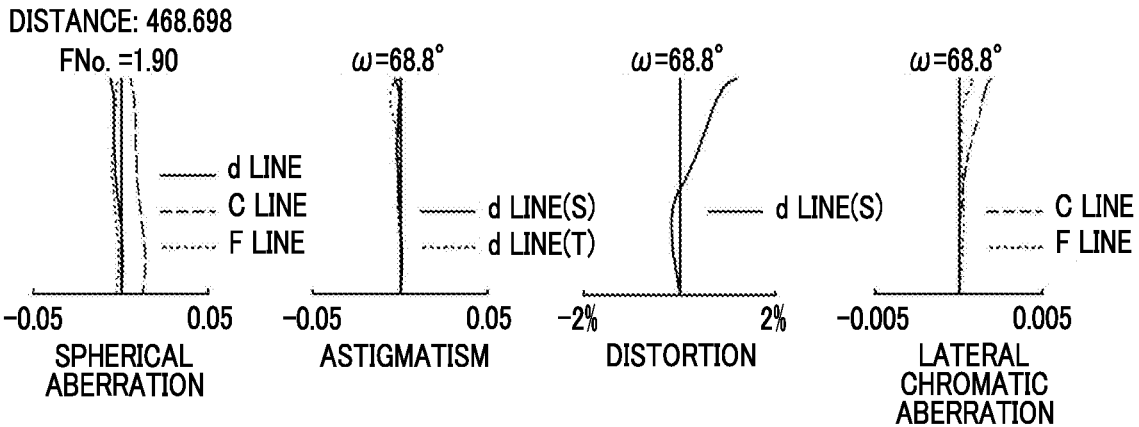 DISTANCE: 468.698
FNo. =1.90
d LINE
C LINE
F LINE
-0.05
0.05
SPHERICAL
ABERRATION
ω=68.8°
d LINE(S)
d LINE(T)
-0.05
0.05
ASTIGMATISM
ω=68.8°
d LINE(S)
-2%
2%
DISTORTION
ω=68.8°
C LINE
F LINE
-0.005
0.005
LATERAL
CHROMATIC
ABERRATION